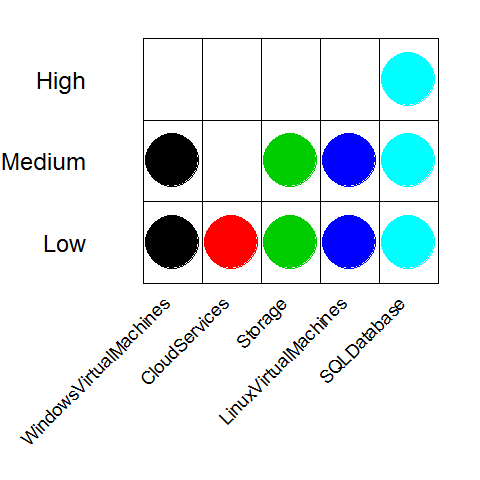 High
Medium
Low
WindowsVirtualMachines
CloudServices
Storage
LinuxVirtualMachines
SQLDatabase